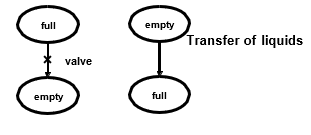 full
valve
empty
empty
Transfer of liquids
full